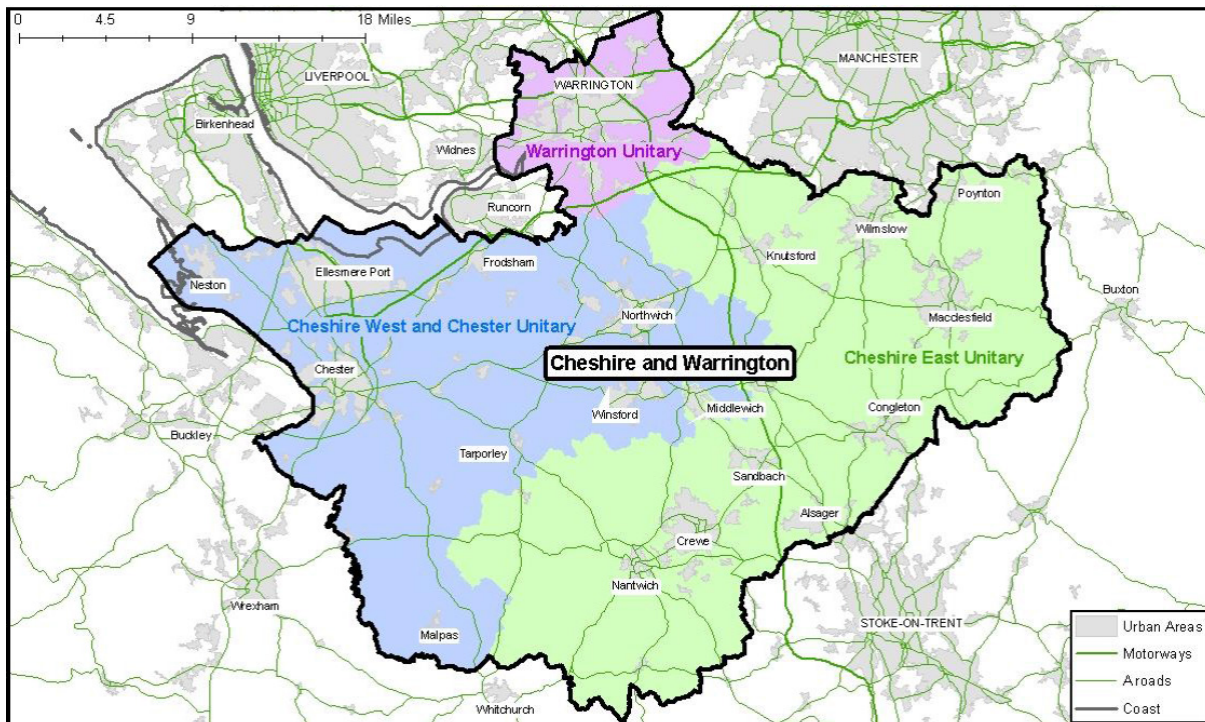 0 4.5 9 18 Miles
LIVERPOOL
MANCHESTER
WARRINGTON
Birkenhead
Widnes
Warrington Unitary
Poynton
Runcorn
Wilmslow
Knutsford
Frodsham
Ellesmere Port
Neston
Buxton
Northwich
Macclesfield
Cheshire West and Chester Unitary
Cheshire East Unitary
Cheshire and Warrington
Chester
Middlewich
Congleton
Winsford
Buckley
Tarporley
Sandbach
Alsager
Crewe
Nantwich
Wrexham
STOKE-ON-TRENT
Malpas
Whitchurch
Urban Areas
Motorways
A roads
Coast